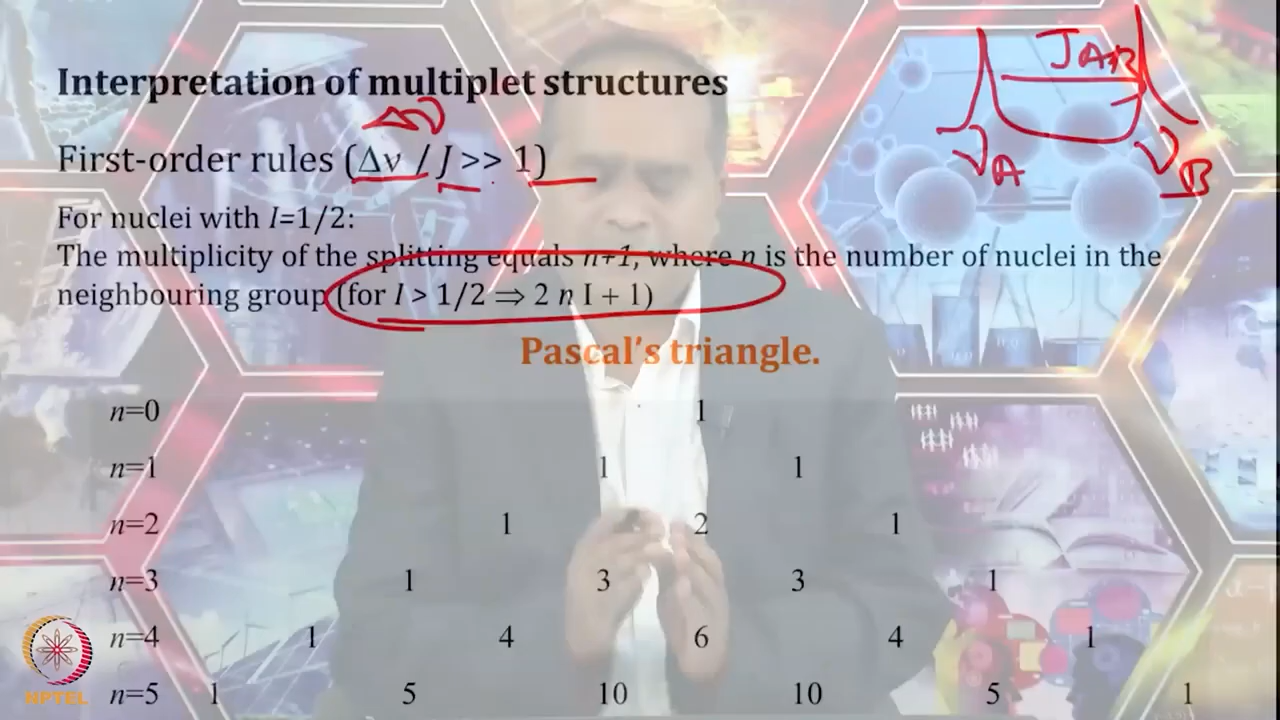 Interpretation of multiplet structures
Δν
First-order rules (Δν / J >> 1)
J AB
ν A
ν B
For nuclei with I=1/2:
The multiplicity of the splitting equals n+1, where n is the number of nuclei in the
neighbouring group (for I > 1/2 ⇒ 2 n I + 1)
Pascal's triangle.
n=0 1
n=1 1 1
n=2 1 2 1
n=3 1 3 3 1
n=4 1 4 6 4 1
n=5 1 5 10 10 5 1
NPTEL